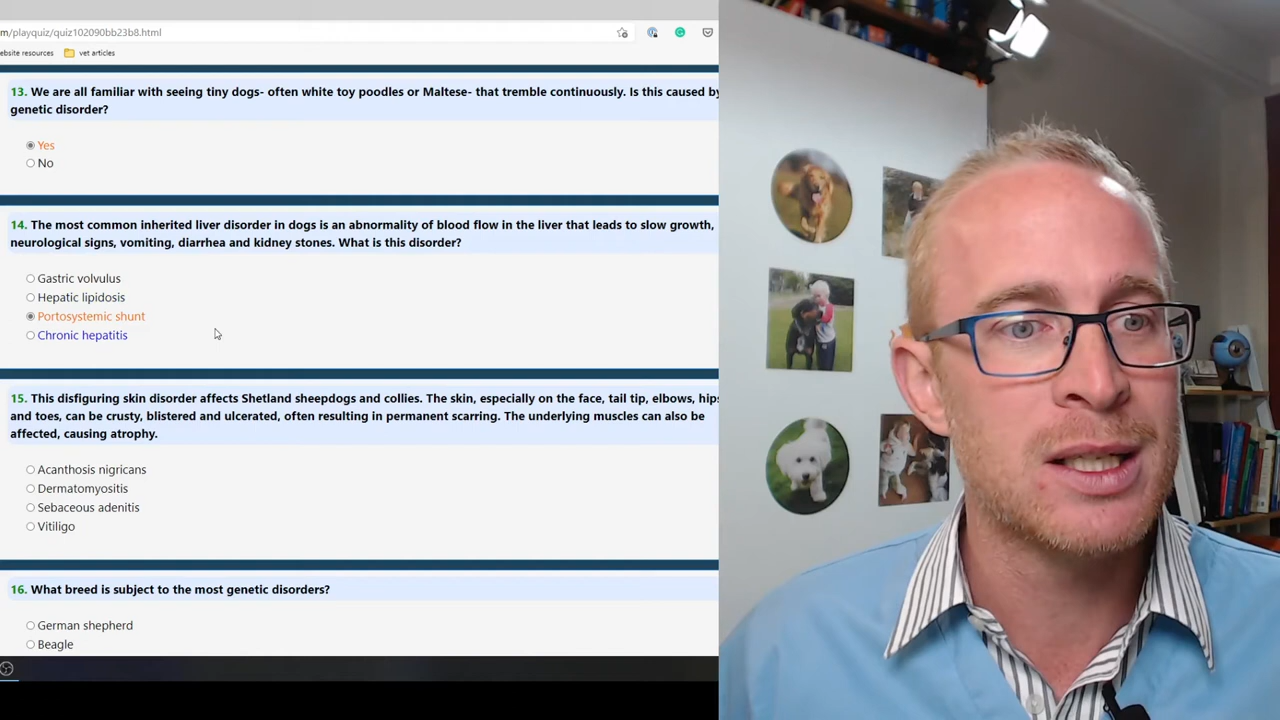 m/playquiz/quiz102090bb23b8.html
ebsite resources vet articles
13. We are all familiar with seeing tiny dogs- often white toy poodles or Maltese- that tremble continuously. Is this caused by
genetic disorder?
Yes
No
14. The most common inherited liver disorder in dogs is an abnormality of blood flow in the liver that leads to slow growth,
neurological signs, vomiting, diarrhea and kidney stones. What is this disorder?
Gastric volvulus
Hepatic lipidosis
Portosystemic shunt
Chronic hepatitis
15. This disfiguring skin disorder affects Shetland sheepdogs and collies. The skin, especially on the face, tail tip, elbows, hips
and toes, can be crusty, blistered and ulcerated, often resulting in permanent scarring. The underlying muscles can also be
affected, causing atrophy.
Acanthosis nigricans
Dermatomyositis
Sebaceous adenitis
Vitiligo
16. What breed is subject to the most genetic disorders?
German shepherd
Beagle